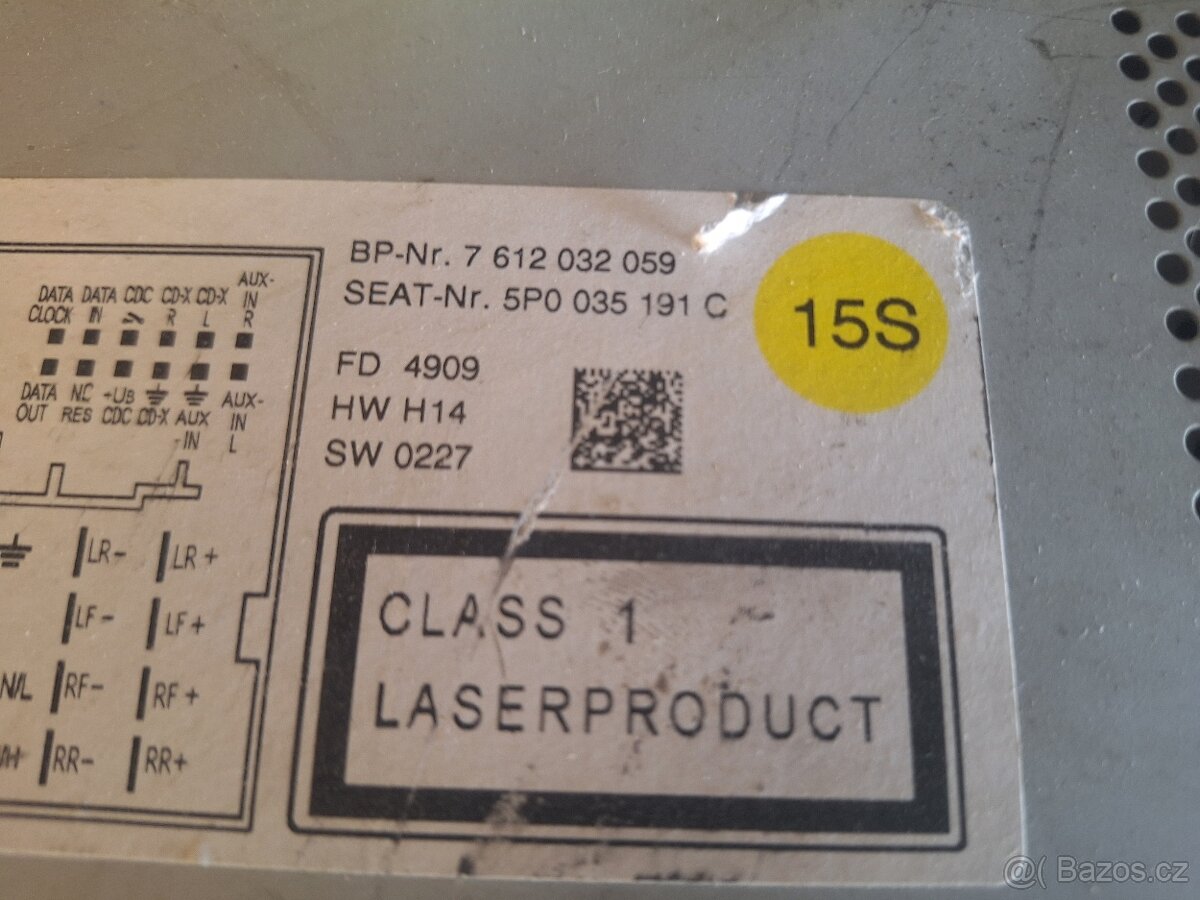 BP-Nr. 7 612 032 059
SEAT-Nr. 5P0 035 191 C
15S
FD 4909
HW H14
SW 0227
AUX-
DATA DATA CDC CD-X CD-X IN
CLOCK IN R L R
DATA NC +UB AUX-
OUT RES CDC CD-X AUX IN
-IN L
LR- LR+
LF- LF+
N/L RF- RF+
RR- RR+
CLASS 1
LASERPRODUCT
@( Bazos.cz